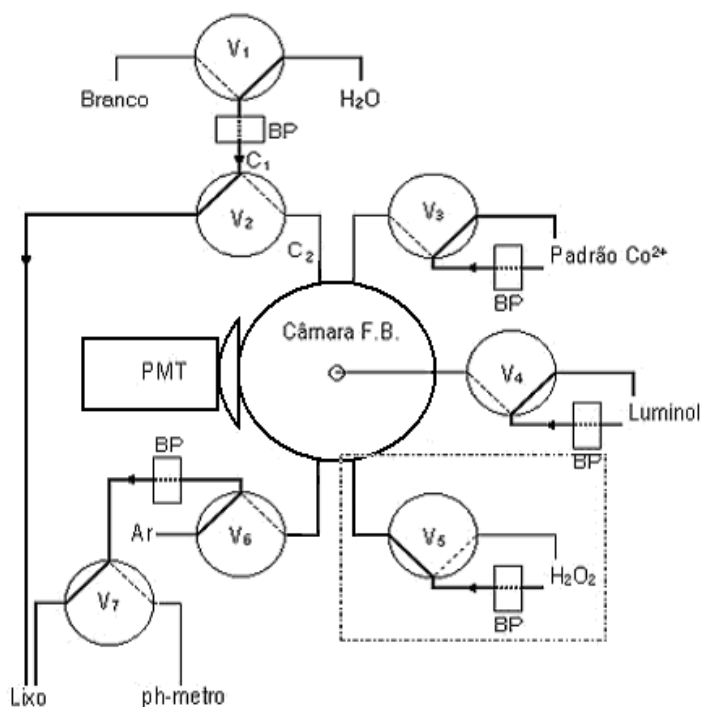 V₁
Branco
H₂O
BP
C₁
V₂
C₂
V₃
Padrão Co²⁺
BP
Câmara F.B.
PMT
V₄
Luminol
BP
BP
Ar
V₆
V₅
H₂O₂
BP
V₇
Lixo
ph-metro